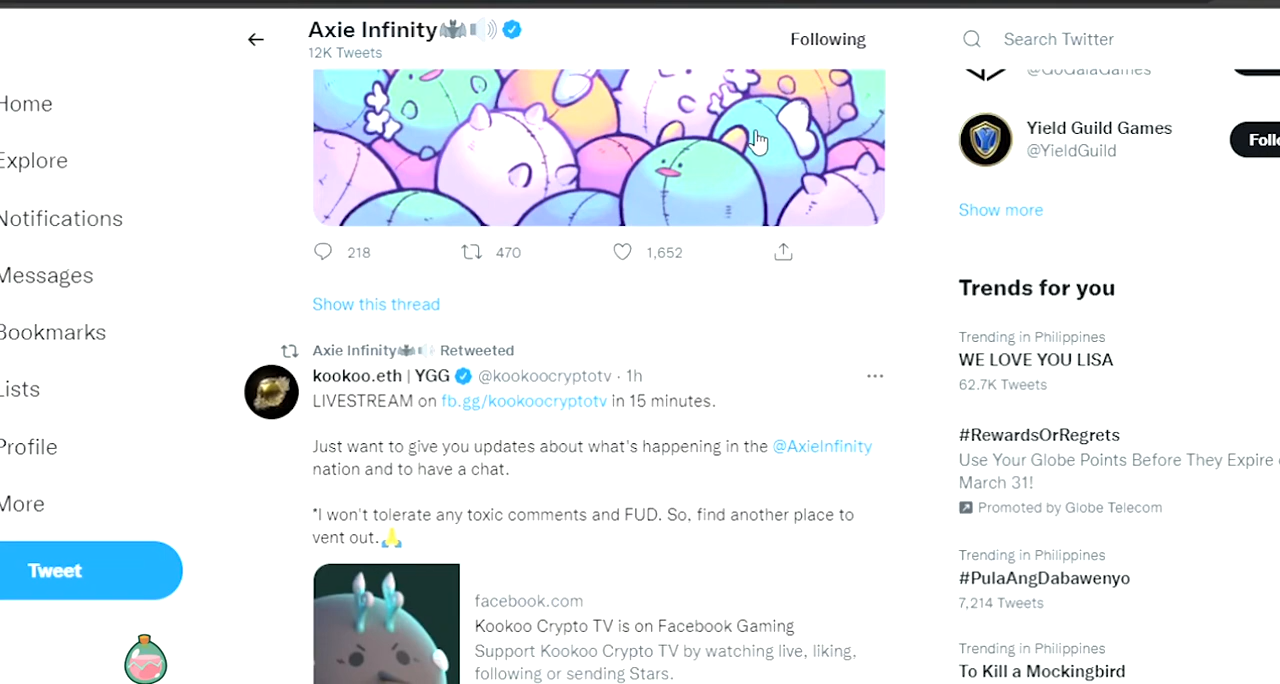 Axie Infinity
12K Tweets
Following
Search Twitter
Home
Explore
Notifications
Messages
Bookmarks
Lists
Profile
More
Tweet
218
470
1,652
Show this thread
Axie Infinity Retweeted
kookoo.eth | YGG @kookoocryptotv · 1h
LIVESTREAM on fb.gg/kookoocryptotv in 15 minutes.
Just want to give you updates about what's happening in the @AxieInfinity
nation and to have a chat.
*I won't tolerate any toxic comments and FUD. So, find another place to
vent out.
facebook.com
Kookoo Crypto TV is on Facebook Gaming
Support Kookoo Crypto TV by watching live, liking,
following or sending Stars.
@GoGalaGames
Yield Guild Games
@YieldGuild
Follo
Show more
Trends for you
Trending in Philippines
WE LOVE YOU LISA
62.7K Tweets
#RewardsOrRegrets
Use Your Globe Points Before They Expire
March 31!
Promoted by Globe Telecom
Trending in Philippines
#PulaAngDabawenyo
7,214 Tweets
Trending in Philippines
To Kill a Mockingbird